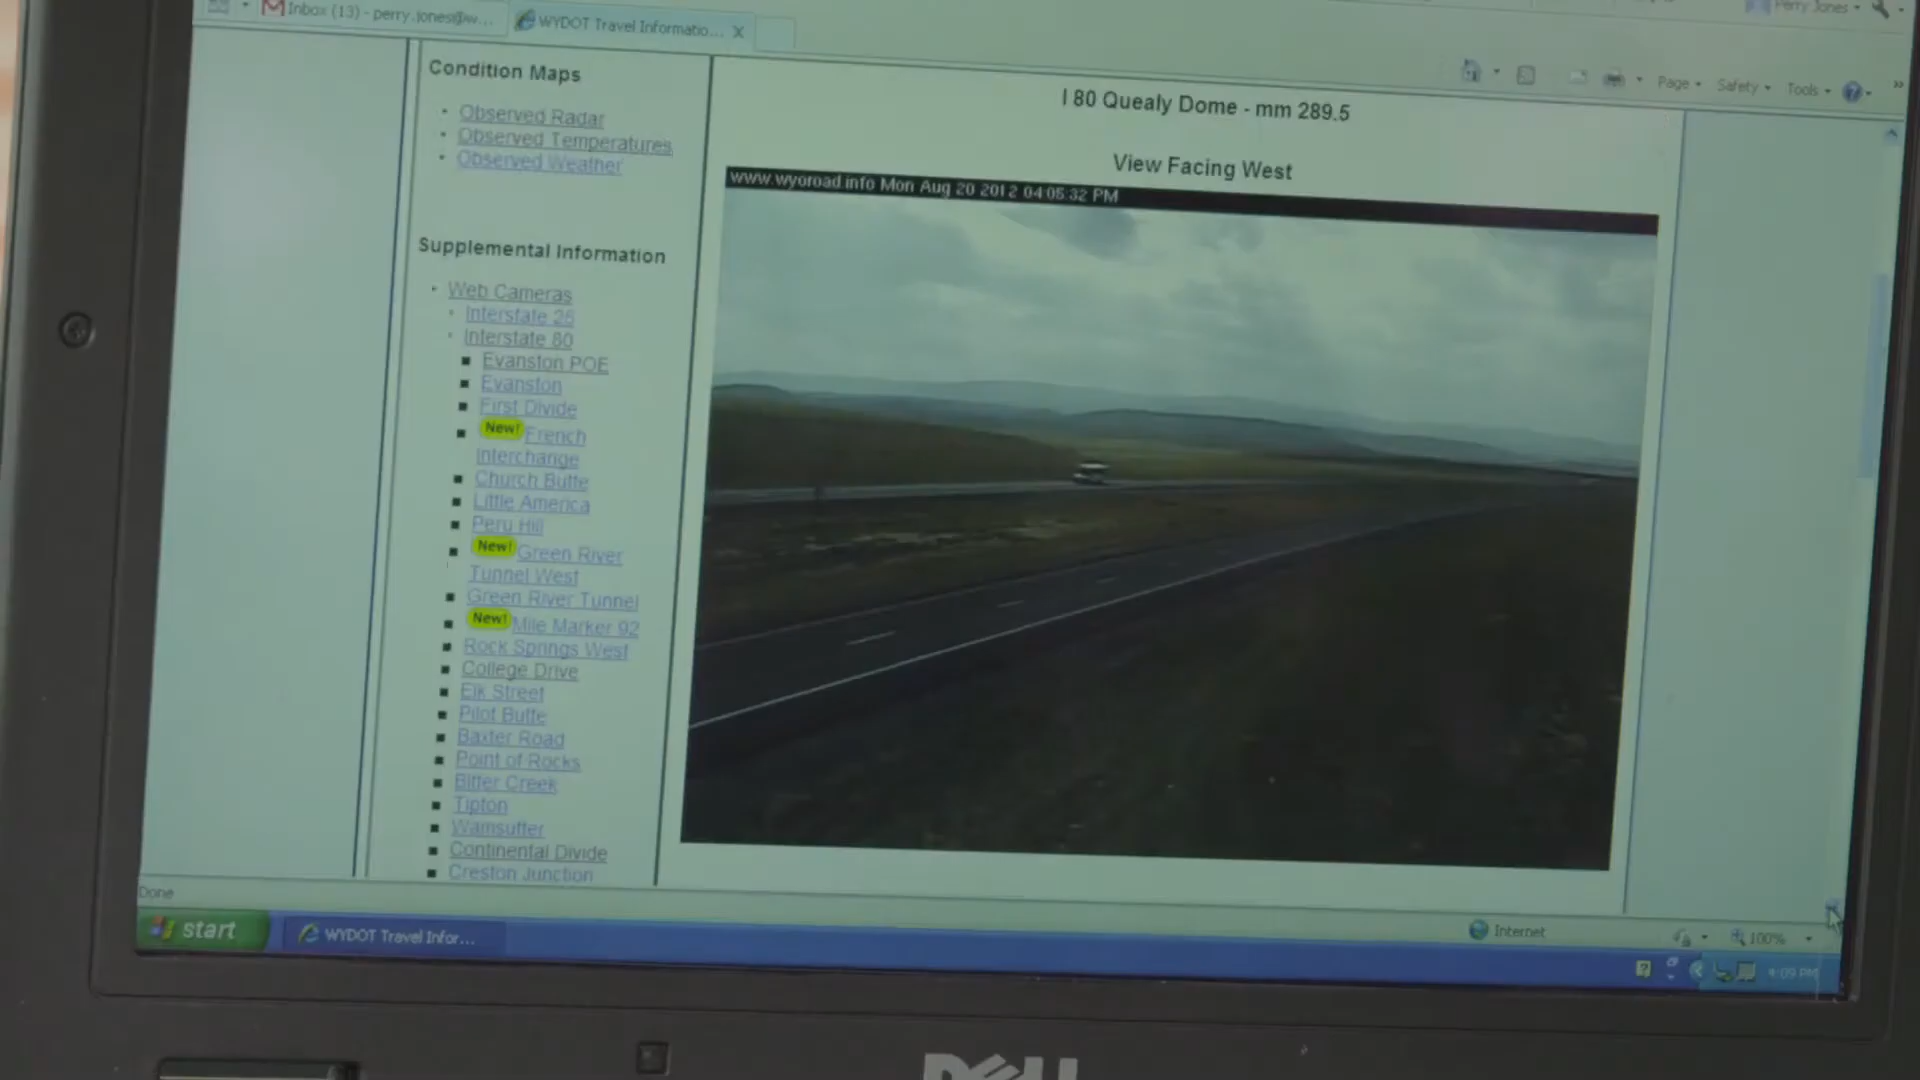 Inbox (13) - perry.jones@w...
WYDOT Travel Informatio...
Perry Jones
Page
Safety
Tools
Condition Maps
Observed Radar
Observed Temperatures
Observed Weather
Supplemental Information
Web Cameras
Interstate 25
Interstate 80
Evanston POE
Evanston
First Divide
New! French
Interchange
Church Butte
Little America
Peru Hill
New! Green River
Tunnel West
Green River Tunnel
New! Mile Marker 92
Rock Springs West
College Drive
Elk Street
Pilot Butte
Baxter Road
Point of Rocks
Bitter Creek
Tipton
Wamsutter
Continental Divide
Creston Junction
I 80 Quealy Dome - mm 289.5
View Facing West
www.wyoroad.info Mon Aug 20 2012 04:05:32 PM
Done
Internet
100%
start
WYDOT Travel Infor...
4:09 PM
DELL